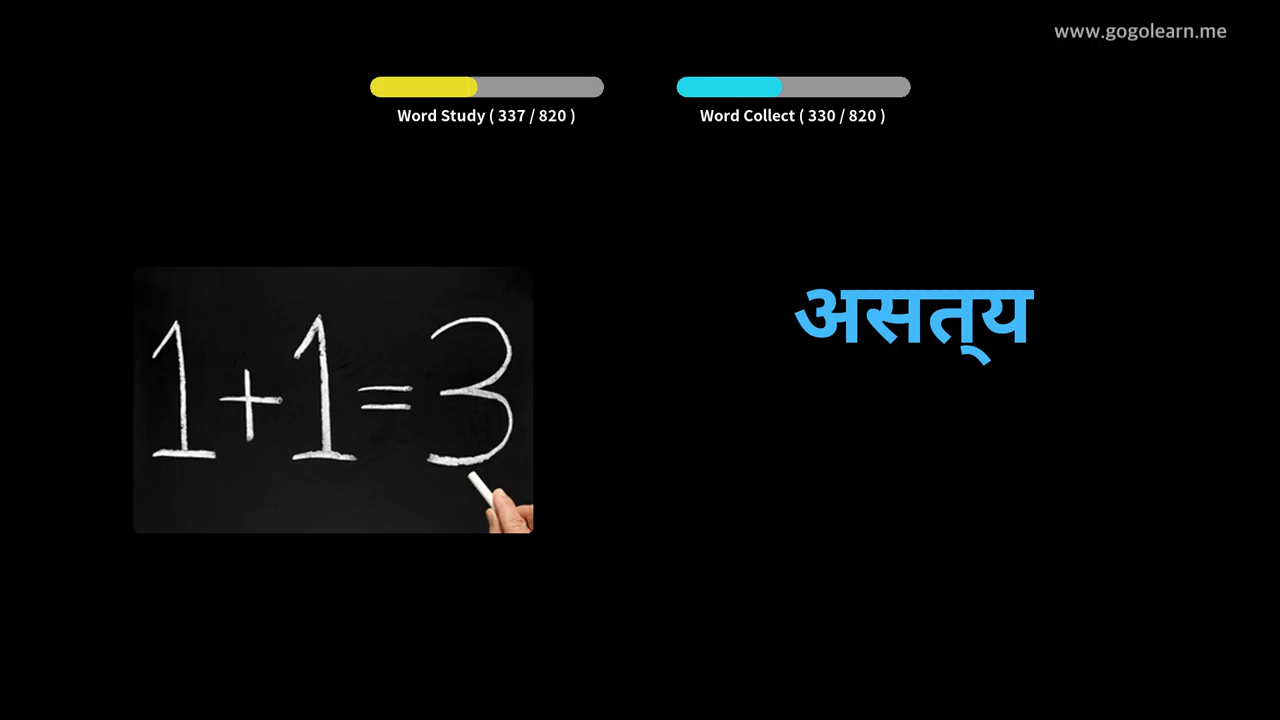 www.gogolearn.me
Word Study ( 337 / 820 )
Word Collect ( 330 / 820 )
असत्‌य
1+1=3